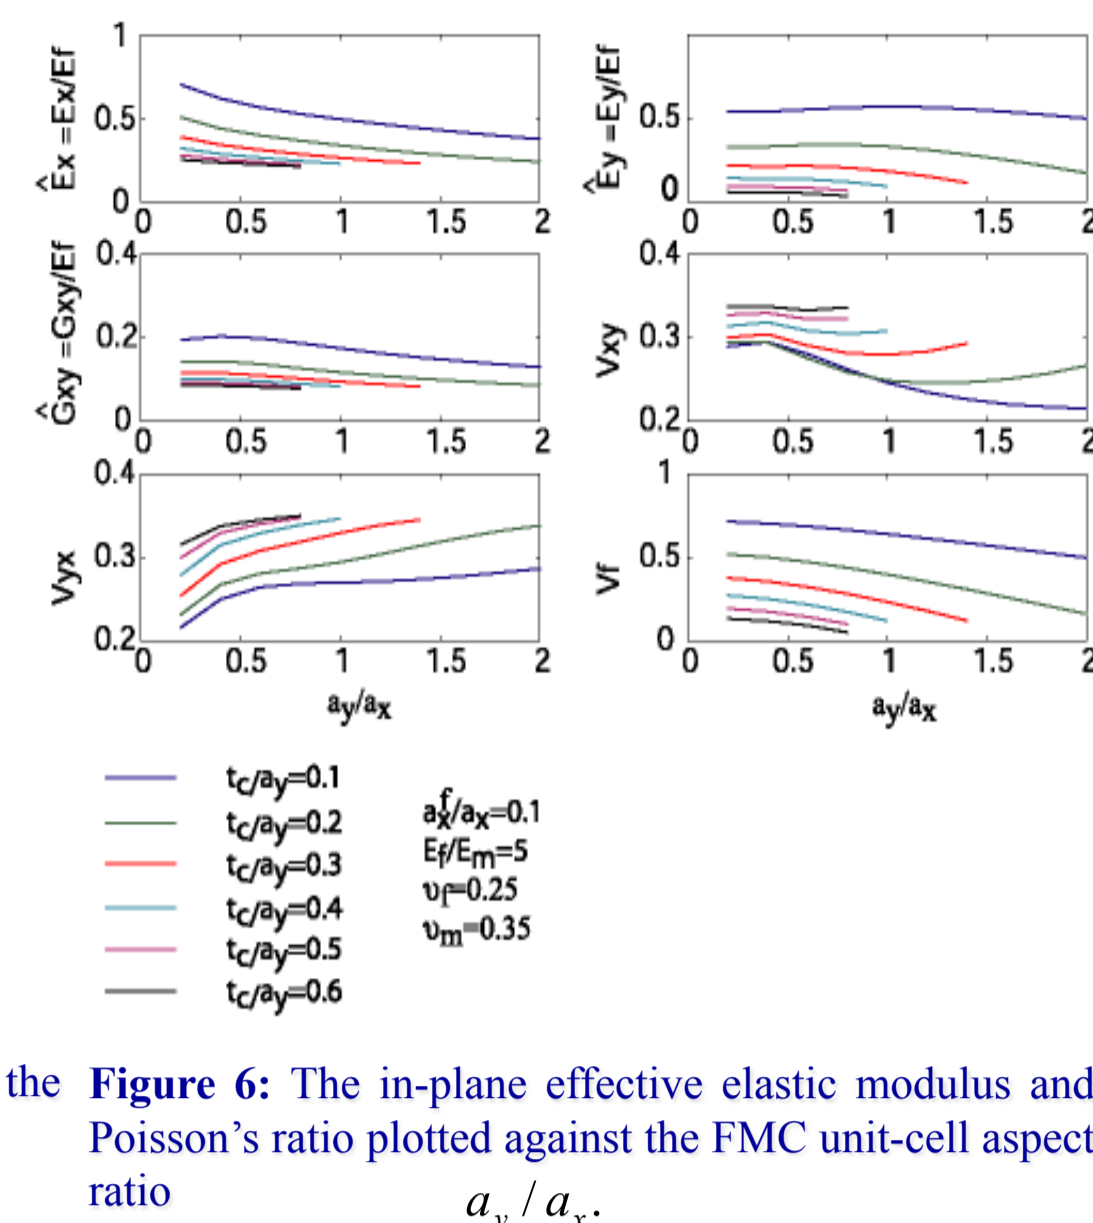 1
0.5
0
0 0.5 1 1.5 2
Êx =Ex/Ef
0.5
0
0 0.5 1 1.5 2
Êy =Ey/Ef
0.4
0.2
0
0 0.5 1 1.5 2
Ĝxy =Gxy/Ef
0.4
0.3
0.2
0 0.5 1 1.5 2
Vxy
0.4
0.3
0.2
0 0.5 1 1.5 2
Vyx
ay/ax
1
0.5
0
0 0.5 1 1.5 2
Vf
ay/ax
tc/ay=0.1
tc/ay=0.2
tc/ay=0.3
tc/ay=0.4
tc/ay=0.5
tc/ay=0.6
afx/ax=0.1
Ef/Em=5
υf=0.25
υm=0.35
the Figure 6: The in-plane effective elastic modulus and
Poisson’s ratio plotted against the FMC unit-cell aspect
ratio ay / ax.